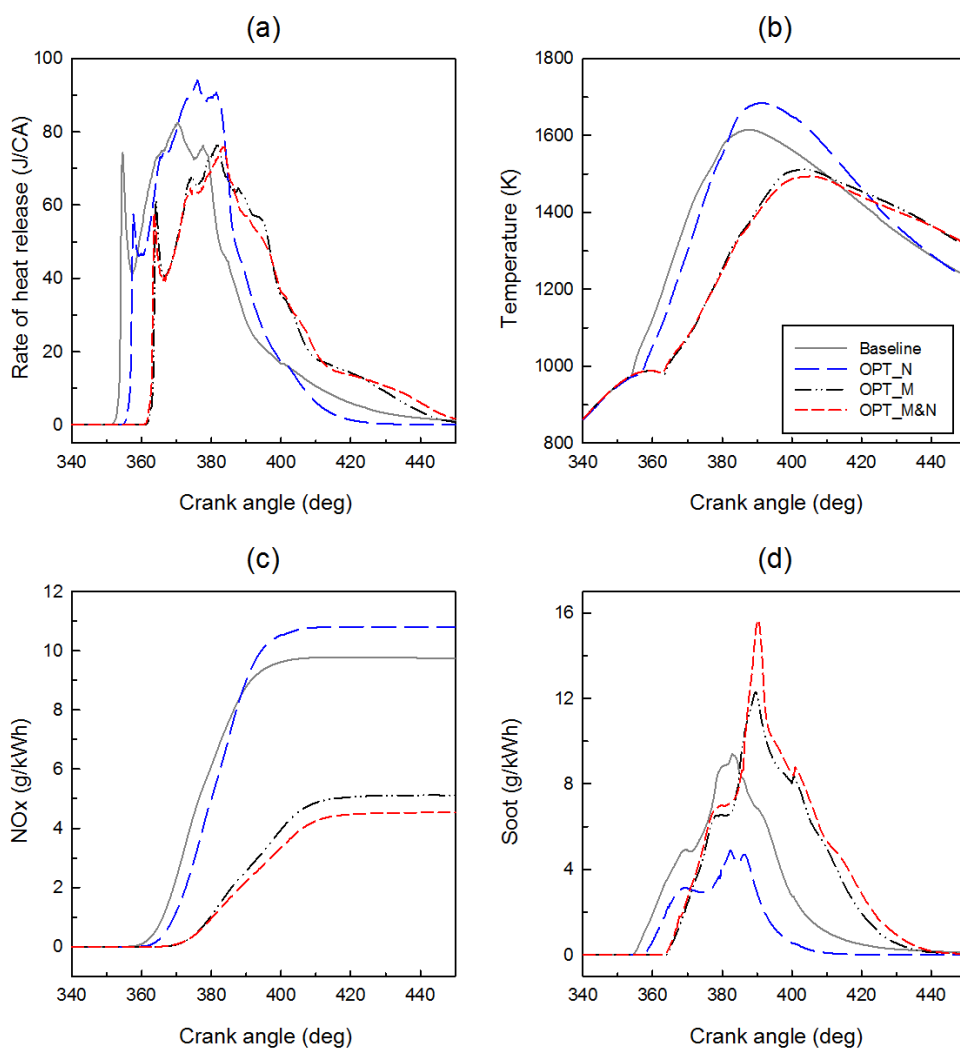 (a)
Rate of heat release (J/CA)
100
80
60
40
20
0
340 360 380 400 420 440
Crank angle (deg)
(b)
Temperature (K)
1800
1600
1400
1200
1000
800
340 360 380 400 420 440
Crank angle (deg)
Baseline
OPT_N
OPT_M
OPT_M&N
(c)
NOx (g/kWh)
12
10
8
6
4
2
0
340 360 380 400 420 440
Crank angle (deg)
(d)
Soot (g/kWh)
16
12
8
4
0
340 360 380 400 420 440
Crank angle (deg)